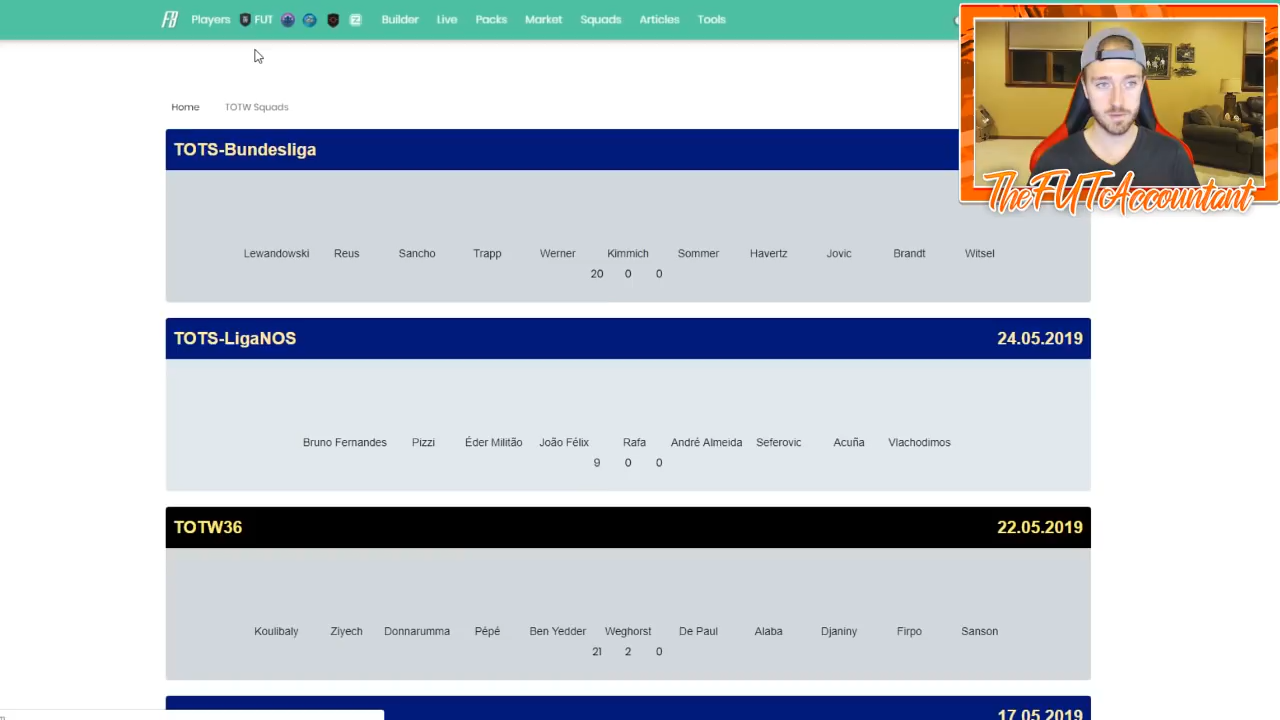 FB Players FUT Builder Live Packs Market Squads Articles Tools
Home TOTW Squads
TOTS-Bundesliga
Lewandowski Reus Sancho Trapp Werner Kimmich Sommer Havertz Jovic Brandt Witsel
20 0 0
TOTS-LigaNOS 24.05.2019
Bruno Fernandes Pizzi Éder Militão João Félix Rafa André Almeida Seferovic Acuña Vlachodimos
9 0 0
TOTW36 22.05.2019
Koulibaly Ziyech Donnarumma Pépé Ben Yedder Weghorst De Paul Alaba Djaniny Firpo Sanson
21 2 0
17.05.2019
TheFUTAccountant